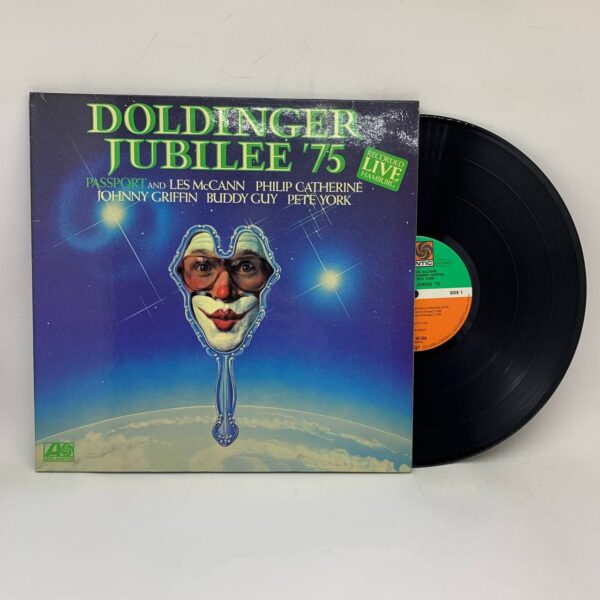 DOLDINGER
JUBILEE '75
PASSPORT AND LES McCANN PHILIP CATHERINE
JOHNNY GRIFFIN BUDDY GUY PETE YORK
RECORDED
LIVE
HAMBURG
JUBILEE '75
SIDE 1